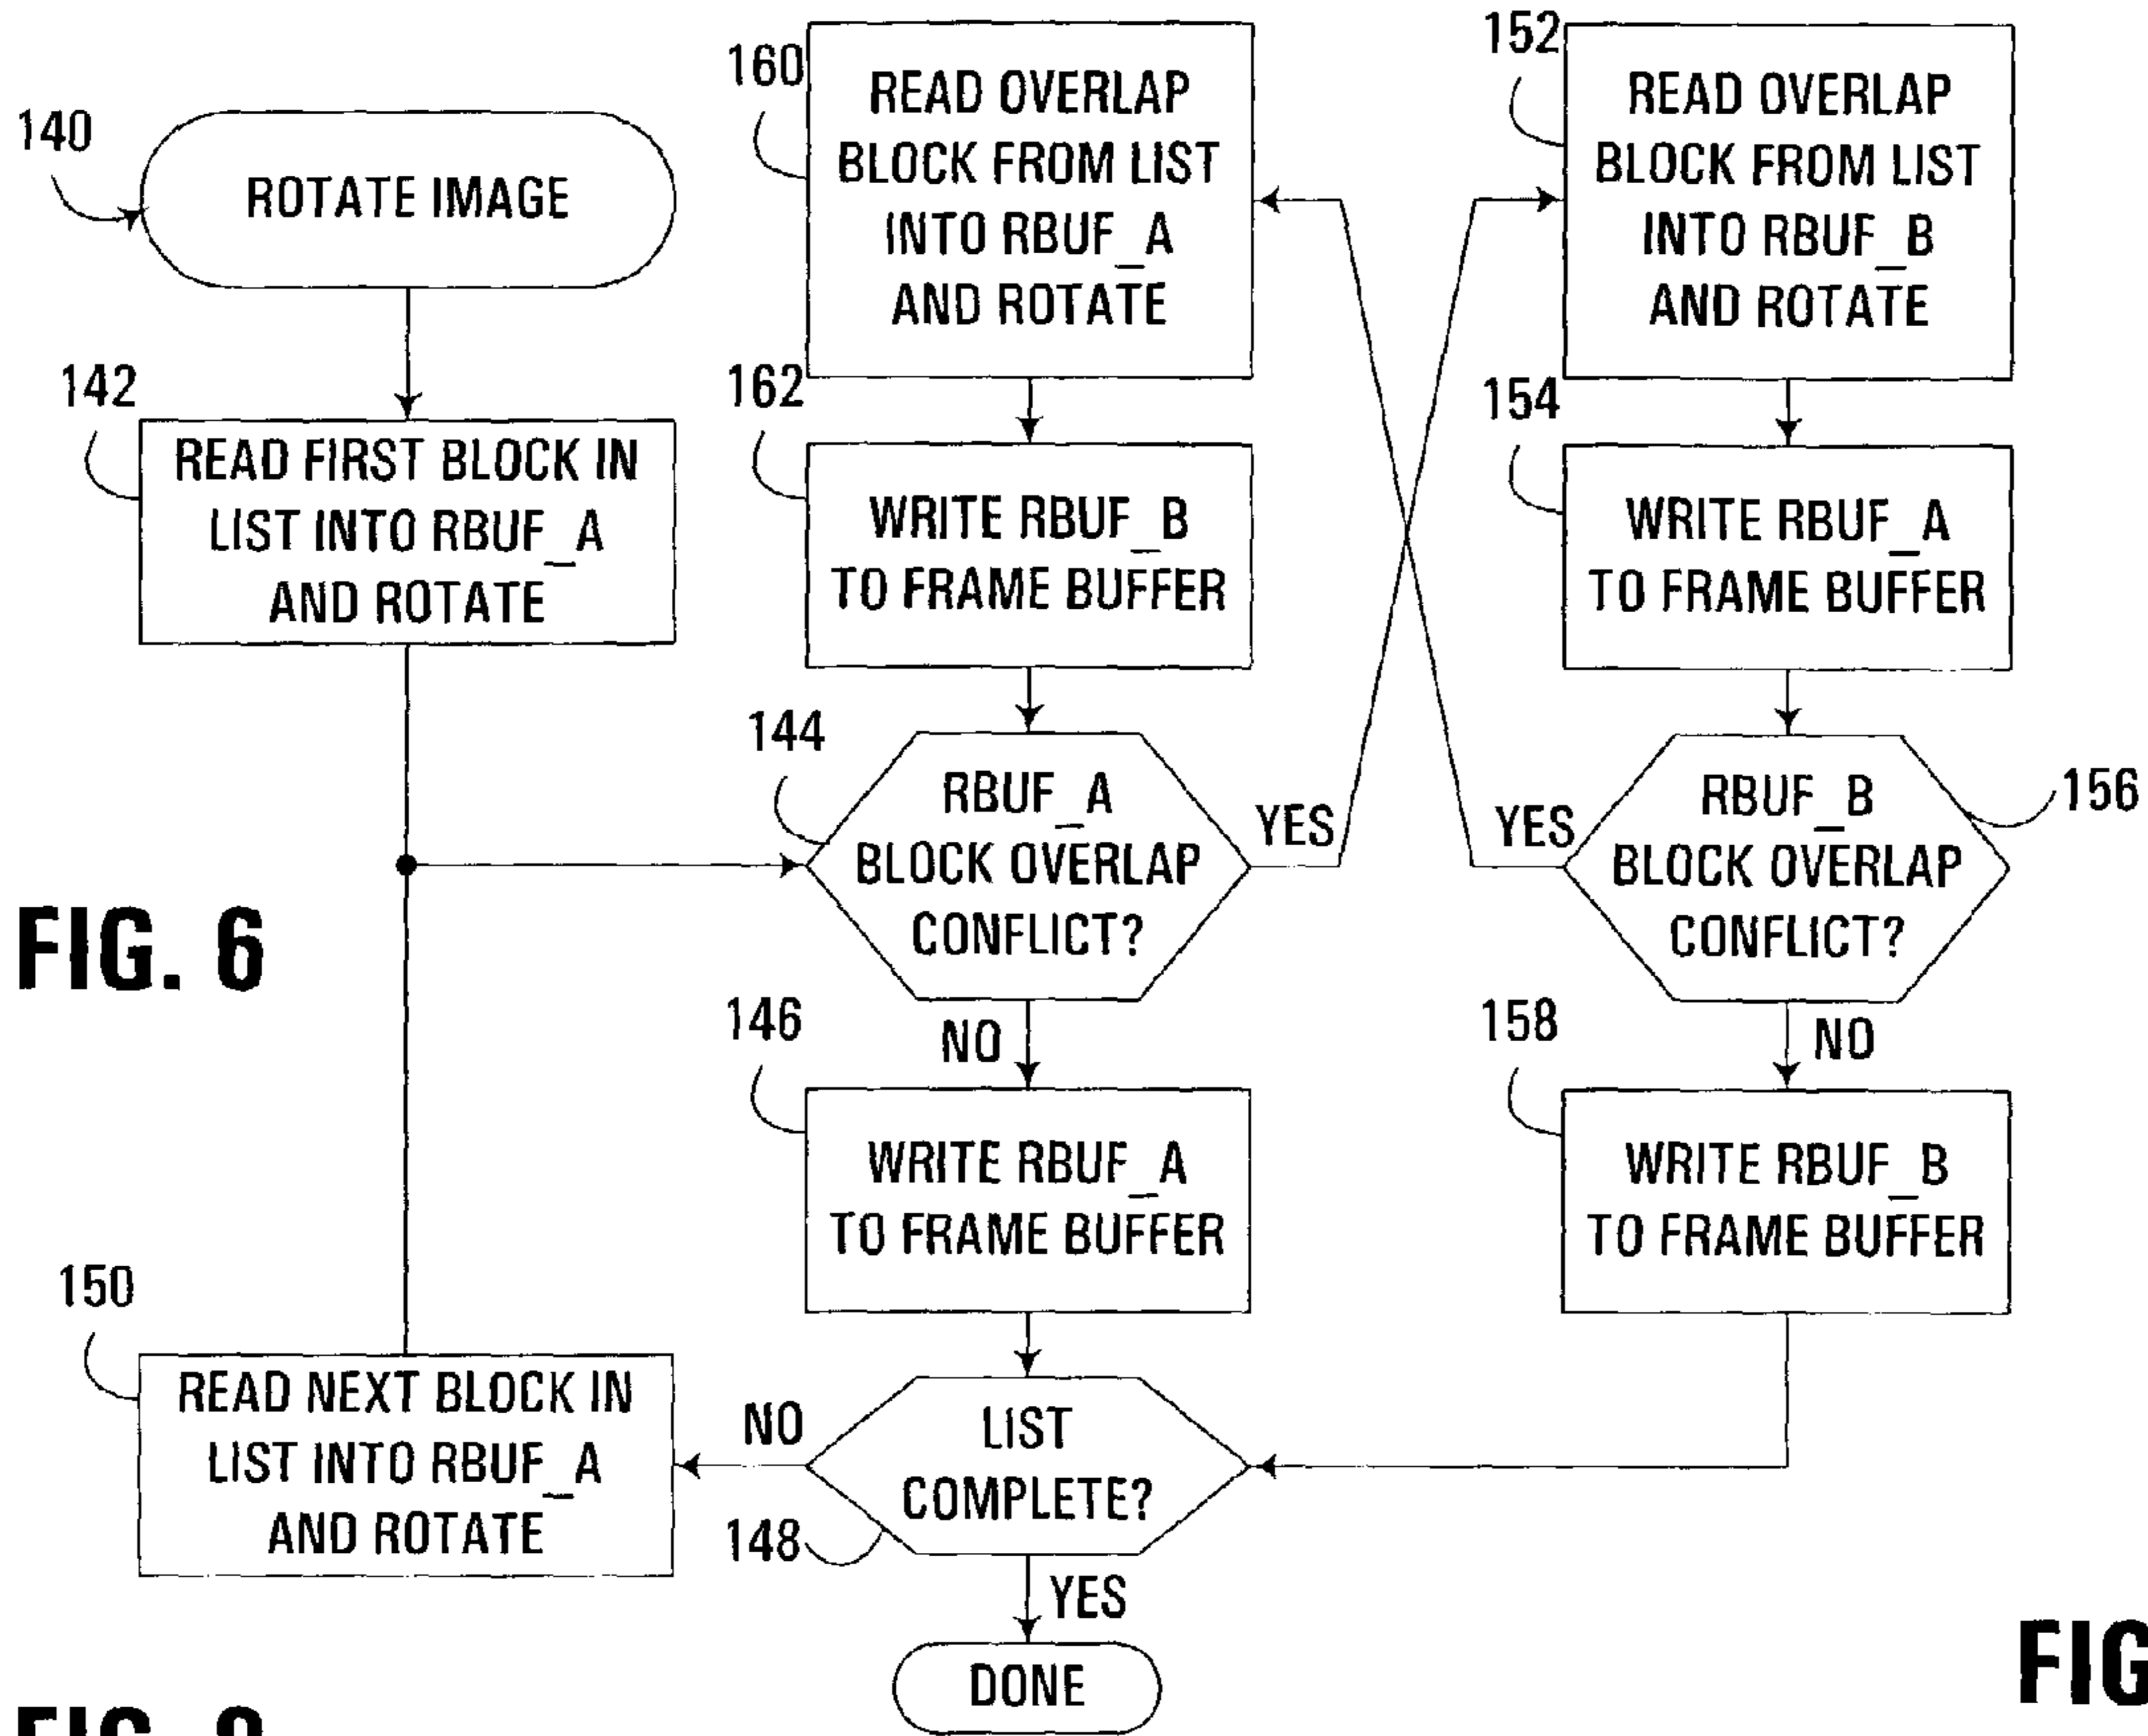 140
ROTATE IMAGE
142
READ FIRST BLOCK IN
LIST INTO RBUF_A
AND ROTATE
160
READ OVERLAP
BLOCK FROM LIST
INTO RBUF_A
AND ROTATE
162
WRITE RBUF_B
TO FRAME BUFFER
144
RBUF_A
BLOCK OVERLAP
CONFLICT?
YES
NO
146
WRITE RBUF_A
TO FRAME BUFFER
LIST
COMPLETE?
148
NO
YES
DONE
150
READ NEXT BLOCK IN
LIST INTO RBUF_A
AND ROTATE
152
READ OVERLAP
BLOCK FROM LIST
INTO RBUF_B
AND ROTATE
154
WRITE RBUF_A
TO FRAME BUFFER
156
RBUF_B
BLOCK OVERLAP
CONFLICT?
YES
NO
158
WRITE RBUF_B
TO FRAME BUFFER
FIG. 6
FIG